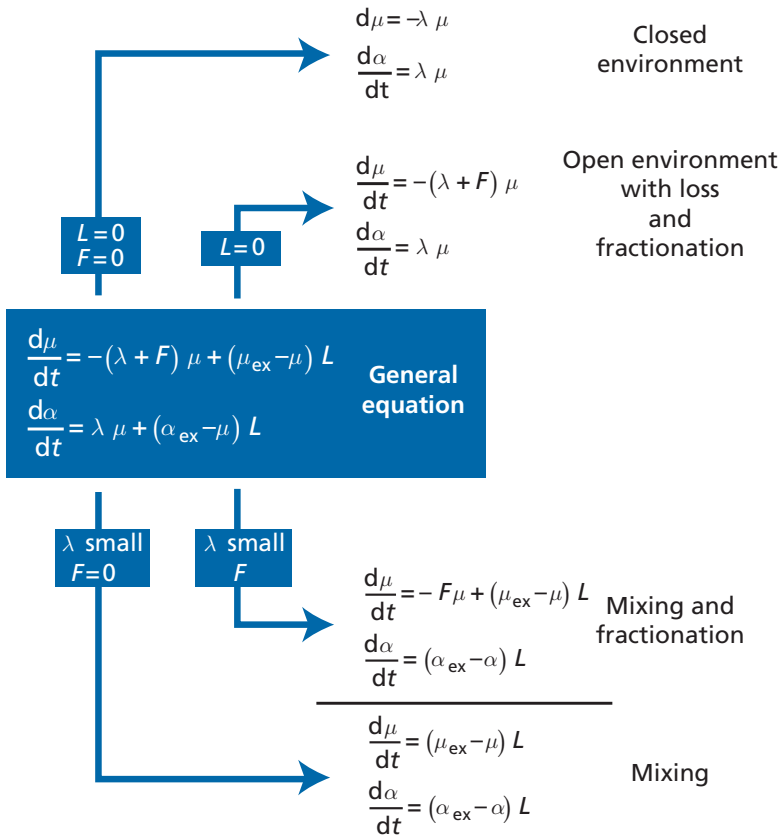 dμ = –λ μ
dα/dt = λ μ
Closed
environment
dμ/dt = –(λ + F) μ
dα/dt = λ μ
Open environment
with loss
and
fractionation
L = 0
F = 0
L = 0
dμ/dt = –(λ + F) μ + (μex – μ) L
dα/dt = λ μ + (αex – μ) L
General
equation
λ small
F = 0
λ small
F
dμ/dt = – Fμ + (μex – μ) L
dα/dt = (αex – α) L
Mixing and
fractionation
dμ/dt = (μex – μ) L
dα/dt = (αex – α) L
Mixing